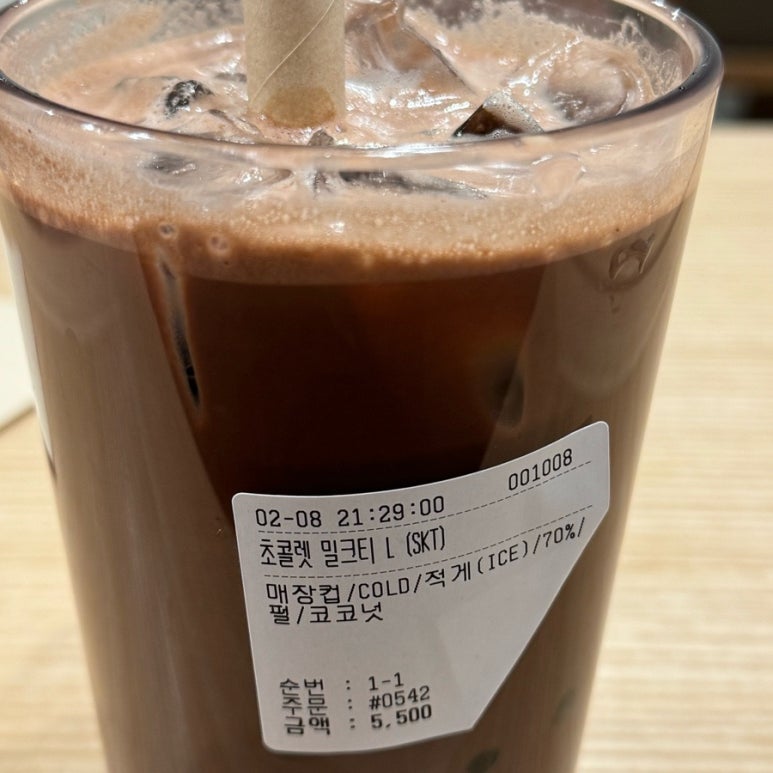 02-08 21:29:00 001008
초콜렛 밀크티 L (SKT)
매장컵/COLD/적게(ICE)/70%/
펄/코코넛
순번 : 1-1
주문 : #0542
금액 : 5,500